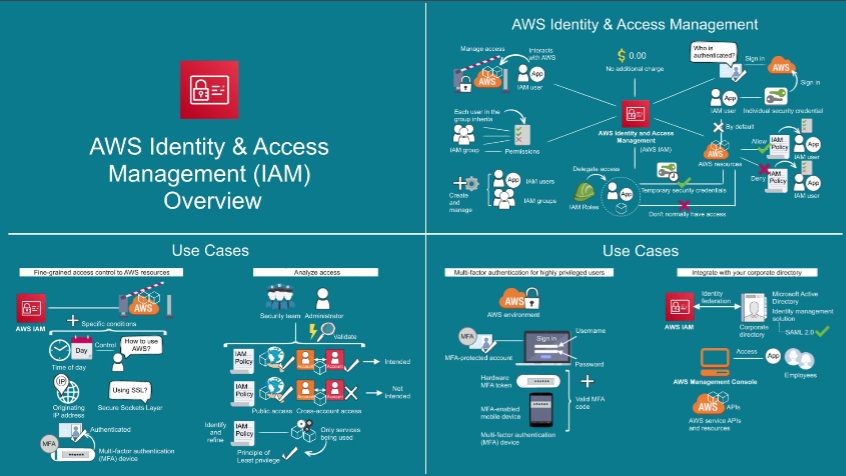 AWS Identity & Access
Management (IAM)
Overview
AWS Identity & Access Management
Manage access
Interacts
with AWS
AWS
App
IAM user
$ 0.00
No additional charge
Who is
authenticated?
Sign in
AWS
Sign in
App
IAM user
Individual security credential
Each user in the
group inherits
IAM group
Permissions
AWS Identity and Access
Management
(AWS IAM)
By default
AWS
AWS resources
Allow
IAM
Policy
App
IAM user
Deny
IAM
Policy
App
IAM user
Create
and
manage
App
IAM users
IAM groups
Delegate access
IAM Roles
App
Temporary security credentials
Don't normally have access
Use Cases
Fine-grained access control to AWS resources
AWS IAM
AWS
Specific conditions
Day
Time of day
Control
How to use
AWS?
IP
Originating
IP address
Using SSL?
Secure Sockets Layer
Authenticated
MFA
Multi-factor authentication
(MFA) device
Analyze access
Security team
Administrator
Validate
IAM
Policy
Account
Account
Intended
IAM
Policy
Account
Account
Not
Intended
Public access
Cross-account access
Identify
and
refine
IAM
Policy
Only services
being used
Principle of
Least privilege
Use Cases
Multi-factor authentication for highly privileged users
AWS
AWS environment
MFA
MFA-protected account
Sign in
Username
Password
Hardware
MFA token
MFA-enabled
mobile device
Valid MFA
code
Multi-factor authentication
(MFA) device
Integrate with your corporate directory
AWS IAM
Identity
federation
Corporate
directory
Microsoft Active
Directory
Identity management
solution
SAML 2.0
Access
App
AWS Management Console
Employees
AWS
APIs
AWS service APIs
and resources